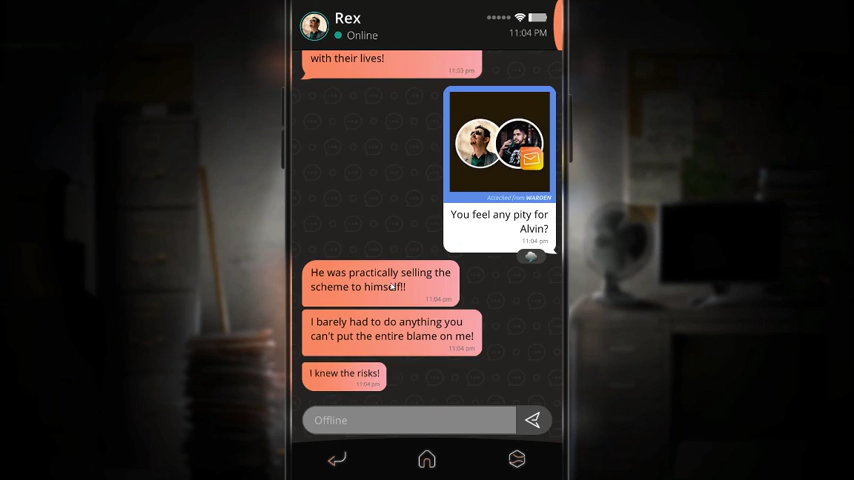 Rex
Online
11:04 PM
with their lives!
11:03 pm
Attached from WARDEN
You feel any pity for
Alvin?
11:04 pm
He was practically selling the
scheme to himself!!
11:04 pm
I barely had to do anything you
can't put the entire blame on me!
11:04 pm
I knew the risks!
11:04 pm
Offline